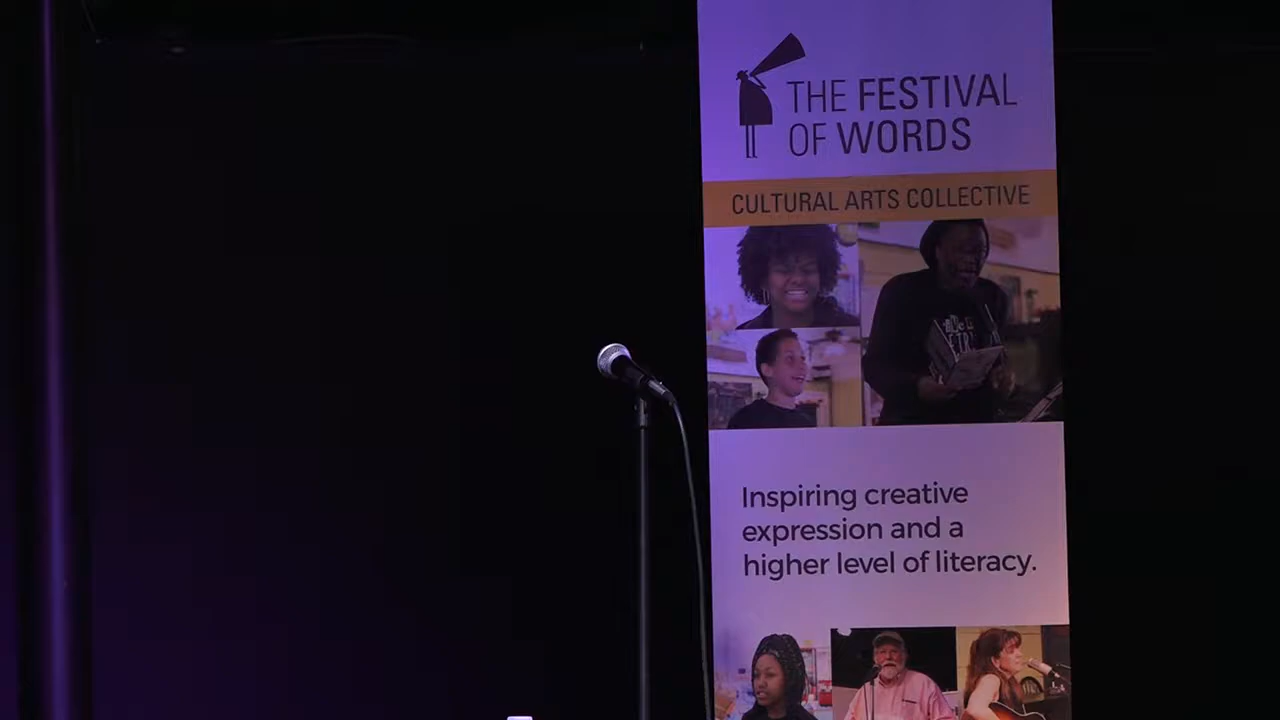 THE FESTIVAL
OF WORDS
CULTURAL ARTS COLLECTIVE
Inspiring creative
expression and a
higher level of literacy.